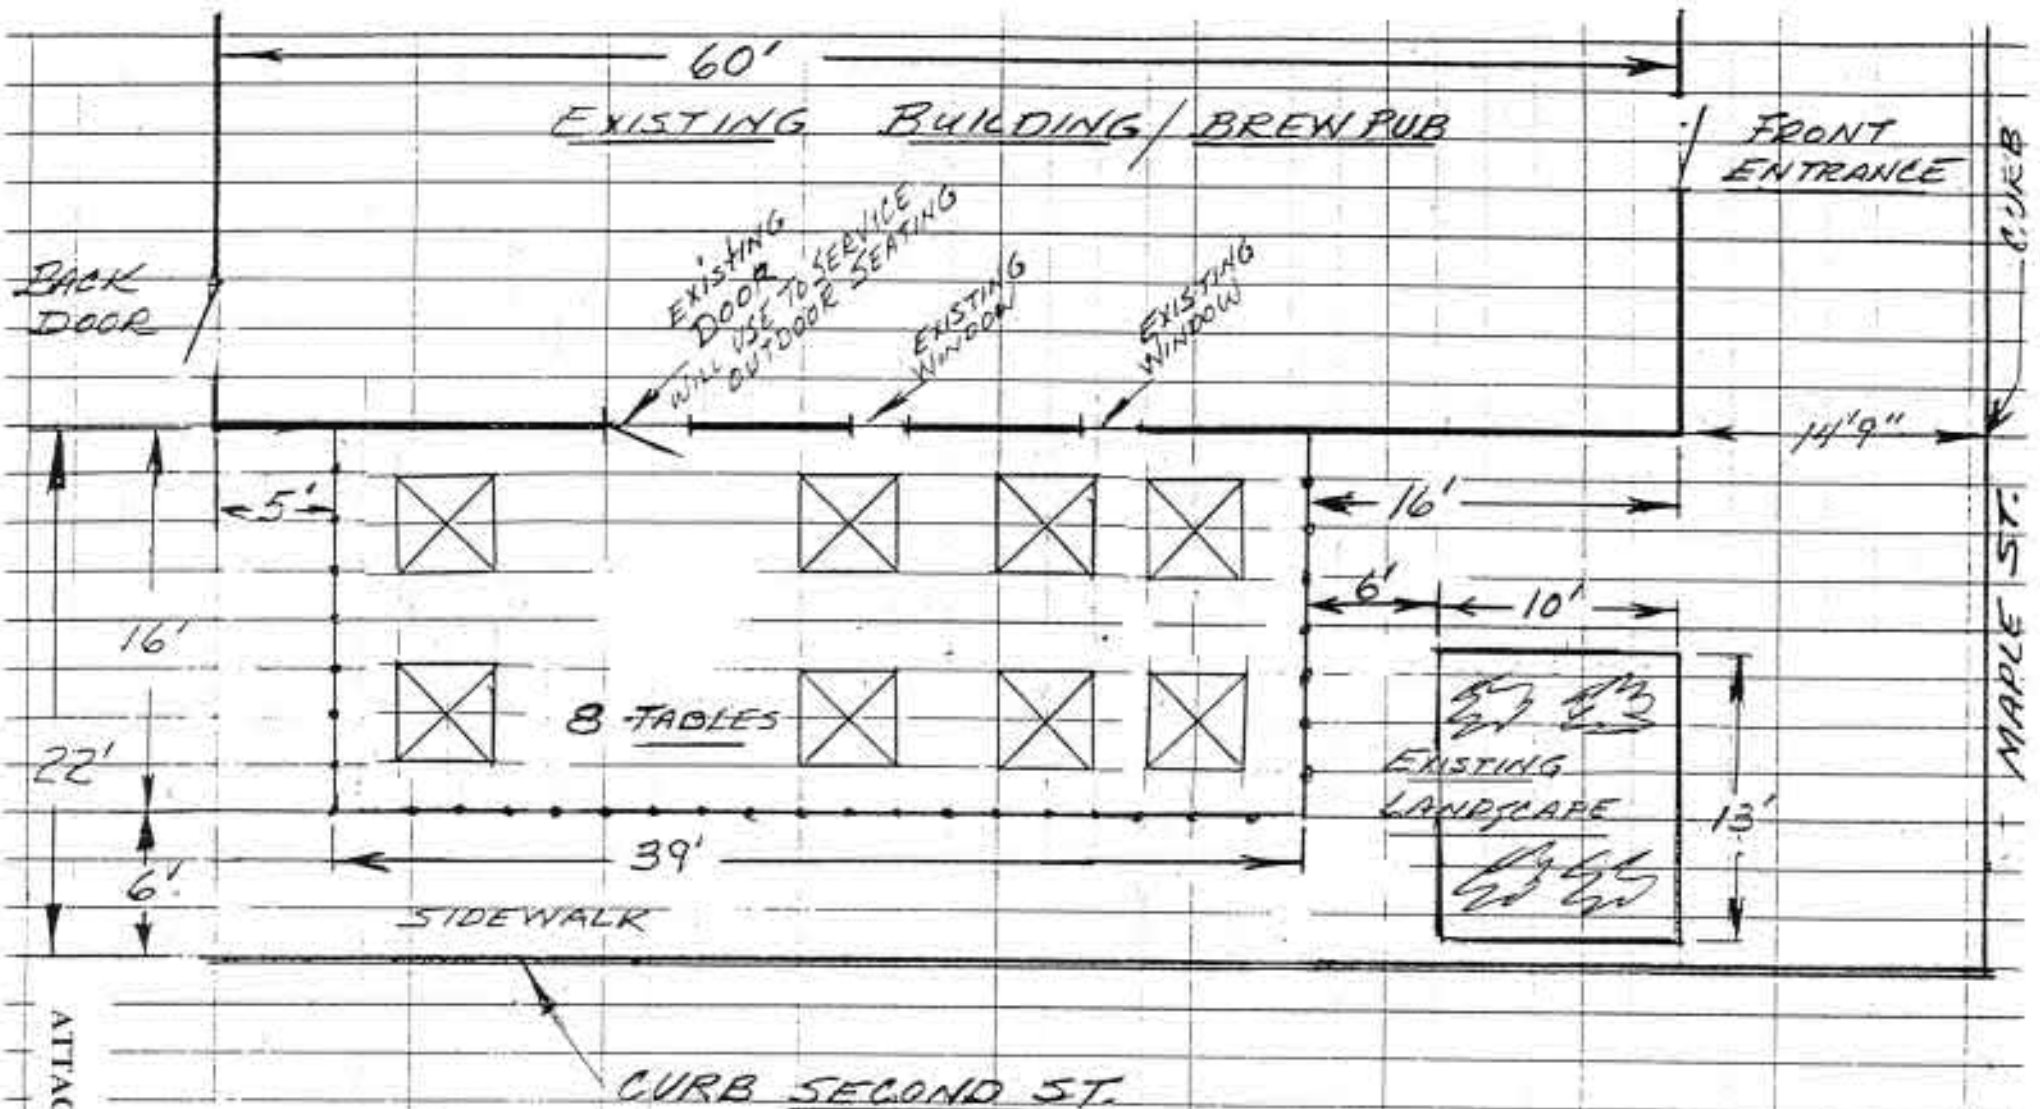 60'
EXISTING BUILDING / BREW PUB
FRONT
ENTRANCE
CURB
BACK
DOOR
EXISTING
DOOR
WILL USE TO SERVICE
OUTDOOR SEATING
EXISTING
WINDOW
EXISTING
WINDOW
14'9"
5'
16'
6'
10'
16'
8 - TABLES
22'
EXISTING
LANDSCAPE
13'
MAPLE ST.
39'
6'
SIDEWALK
CURB SECOND ST.
ATTAC